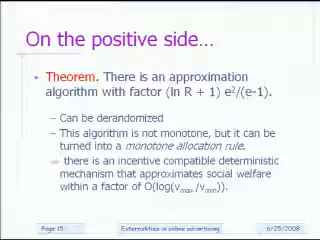 On the positive side…
• Theorem. There is an approximation
algorithm with factor (ln R + 1) e²/(e-1).
– Can be derandomized
– This algorithm is not monotone, but it can be
turned into a monotone allocation rule.
⇒ there is an incentive compatible deterministic
mechanism that approximates social welfare
within a factor of O(log(vmax/vmin)).
Page 15 Externalities in online advertising 6/25/2008